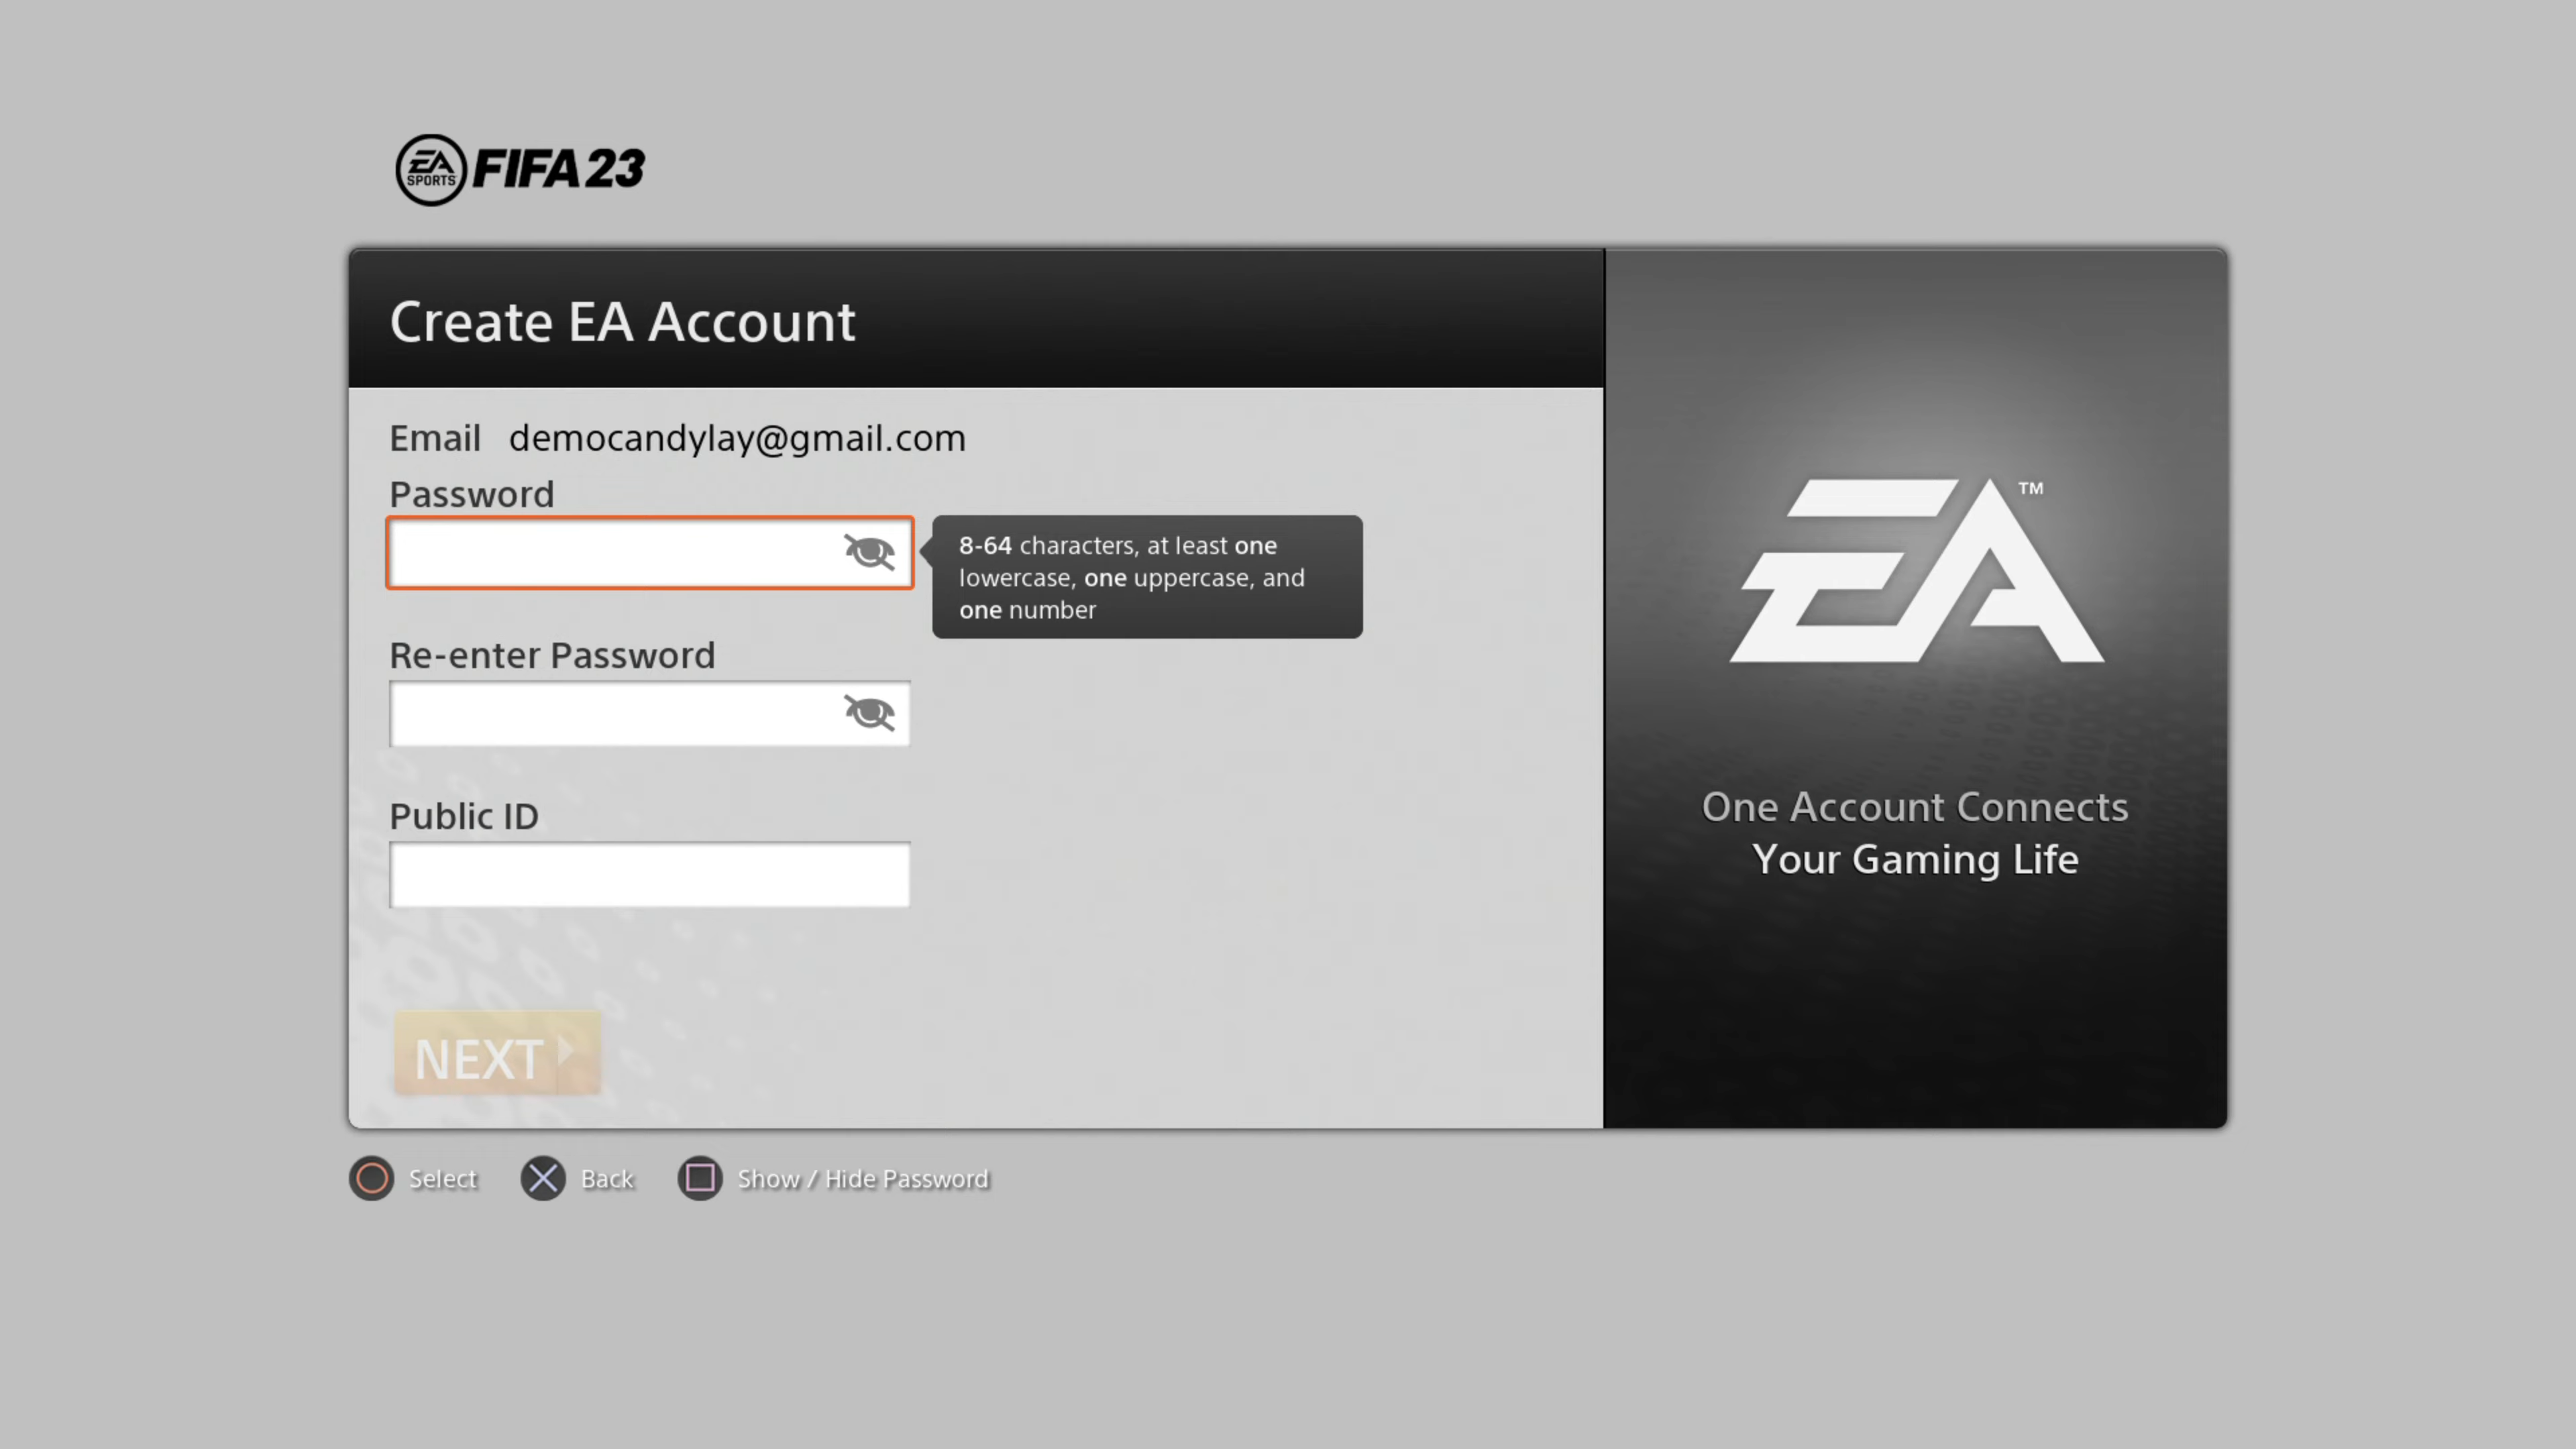 EA SPORTS FIFA 23
Create EA Account
Email democandylay@gmail.com
Password
8-64 characters, at least one
lowercase, one uppercase, and
one number
Re-enter Password
Public ID
NEXT
EA™
One Account Connects
Your Gaming Life
Select Back Show / Hide Password